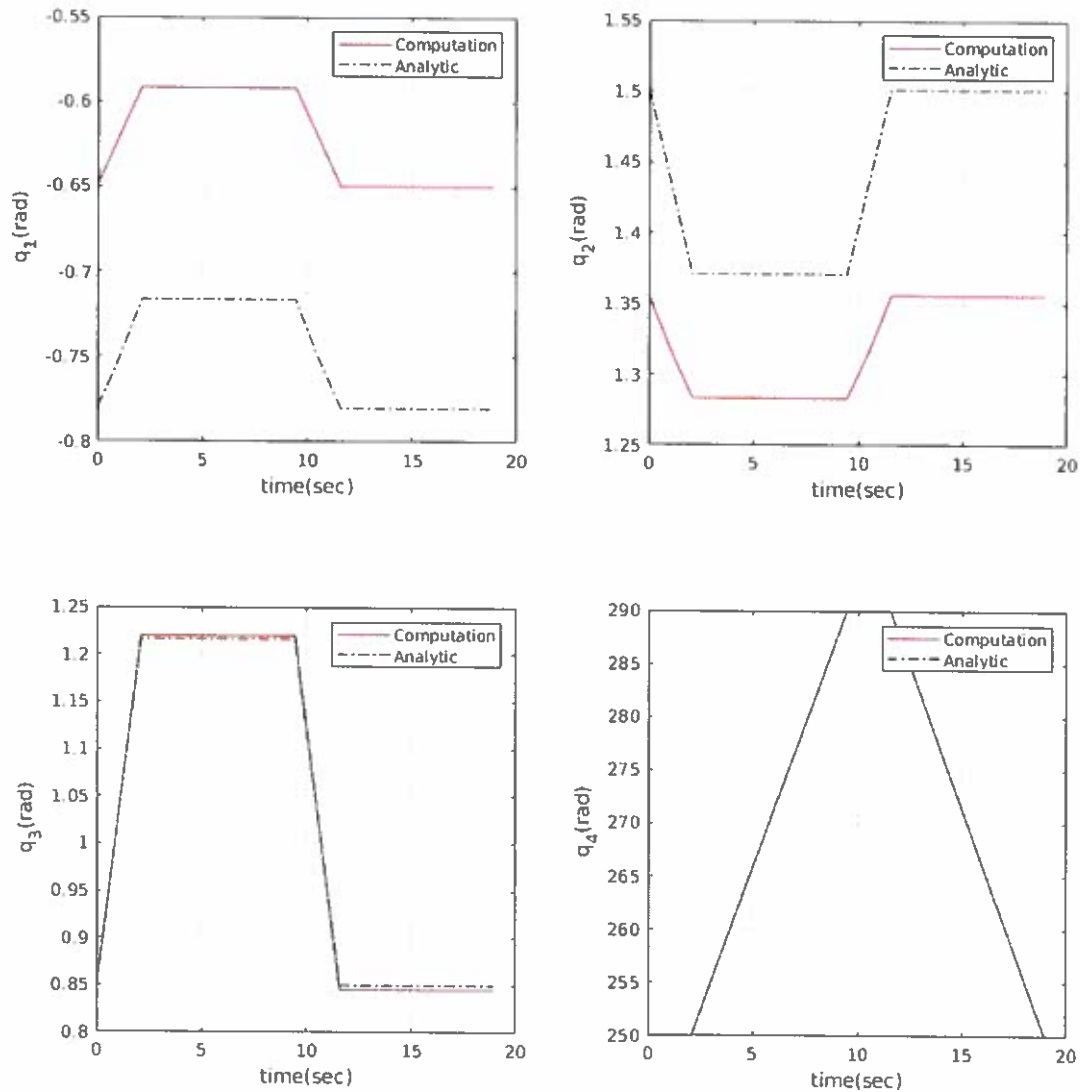 -0.55
-0.6
-0.65
-0.7
-0.75
-0.8
q1(rad)
0 5 10 15 20
time(sec)
Computation
Analytic
1.55
1.5
1.45
1.4
1.35
1.3
1.25
q2(rad)
0 5 10 15 20
time(sec)
Computation
Analytic
1.25
1.2
1.15
1.1
1.05
1
0.95
0.9
0.85
0.8
q3(rad)
0 5 10 15 20
time(sec)
Computation
Analytic
290
285
280
275
270
265
260
255
250
q4(rad)
0 5 10 15 20
time(sec)
Computation
Analytic